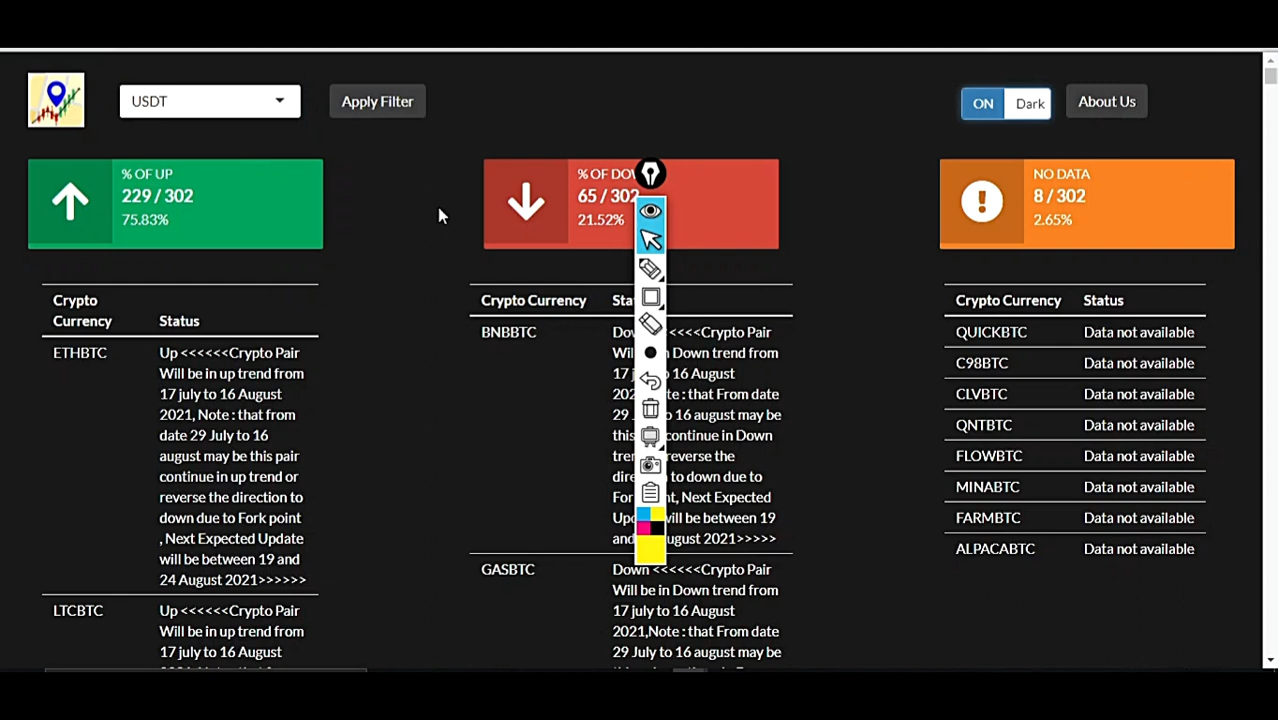 USDT
Apply Filter
ON
Dark
About Us
% OF UP
229 / 302
75.83%
% OF DOW
65 / 302
21.52%
NO DATA
8 / 302
2.65%
Crypto
Currency
Status
ETHBTC
Up <<<<<<Crypto Pair
Will be in up trend from
17 july to 16 August
2021, Note : that from
date 29 July to 16
august may be this pair
continue in up trend or
reverse the direction to
down due to Fork point
, Next Expected Update
will be between 19 and
24 August 2021>>>>>>
LTCBTC
Up <<<<<<Crypto Pair
Will be in up trend from
17 july to 16 August
Crypto Currency
Sta
BNBBTC
Do <<<<Crypto Pair
Wil n Down trend from
17 july to 16 August
202 te : that From date
29 o 16 august may be
this continue in Down
tre reverse the
dire to down due to
For t, Next Expected
Up will be between 19
and ugust 2021>>>>>
GASBTC
Down <<<<<<Crypto Pair
Will be in Down trend from
17 july to 16 August
2021,Note : that From date
29 July to 16 august may be
Crypto Currency
Status
QUICKBTC
Data not available
C98BTC
Data not available
CLVBTC
Data not available
QNTBTC
Data not available
FLOWBTC
Data not available
MINABTC
Data not available
FARMBTC
Data not available
ALPACABTC
Data not available